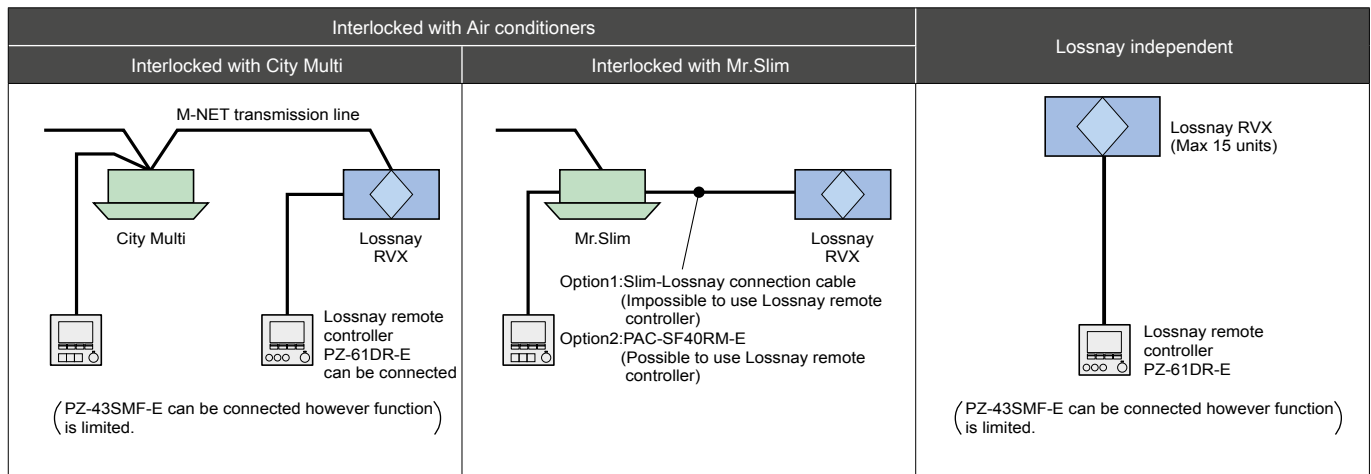 Interlocked with Air conditioners
Lossnay independent
Interlocked with City Multi
Interlocked with Mr.Slim
M-NET transmission line
City Multi
Lossnay
RVX
Lossnay remote
controller
PZ-61DR-E
can be connected
(PZ-43SMF-E can be connected however function
is limited.)
Mr.Slim
Lossnay
RVX
Option1:Slim-Lossnay connection cable
(Impossible to use Lossnay remote
controller)
Option2:PAC-SF40RM-E
(Possible to use Lossnay remote
controller)
Lossnay RVX
(Max 15 units)
Lossnay remote
controller
PZ-61DR-E
(PZ-43SMF-E can be connected however function
is limited.)